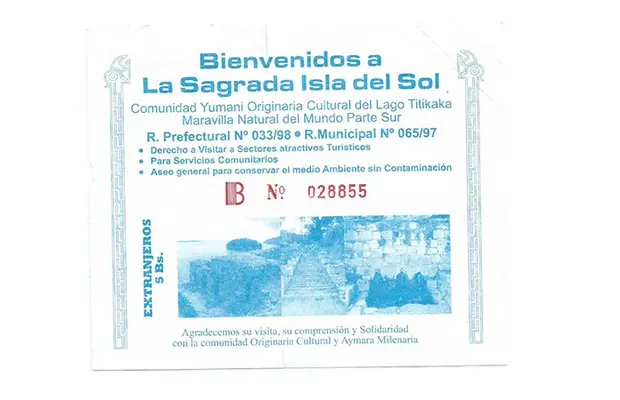 Bienvenidos a
La Sagrada Isla del Sol
Comunidad Yumani Originaria Cultural del Lago Titikaka
Maravilla Natural del Mundo Parte Sur
R. Prefectural Nº 033/98 • R.Municipal Nº 065/97
• Derecho a Visitar a Sectores atractivos Turísticos
• Para Servicios Comunitarios
• Aseo general para conservar el medio Ambiente sin Contaminación
B Nº 028855
EXTRANJEROS
5 Bs.
Agradecemos su visita, su comprensión y Solidaridad
con la comunidad Originaria Cultural y Aymara Milenaria